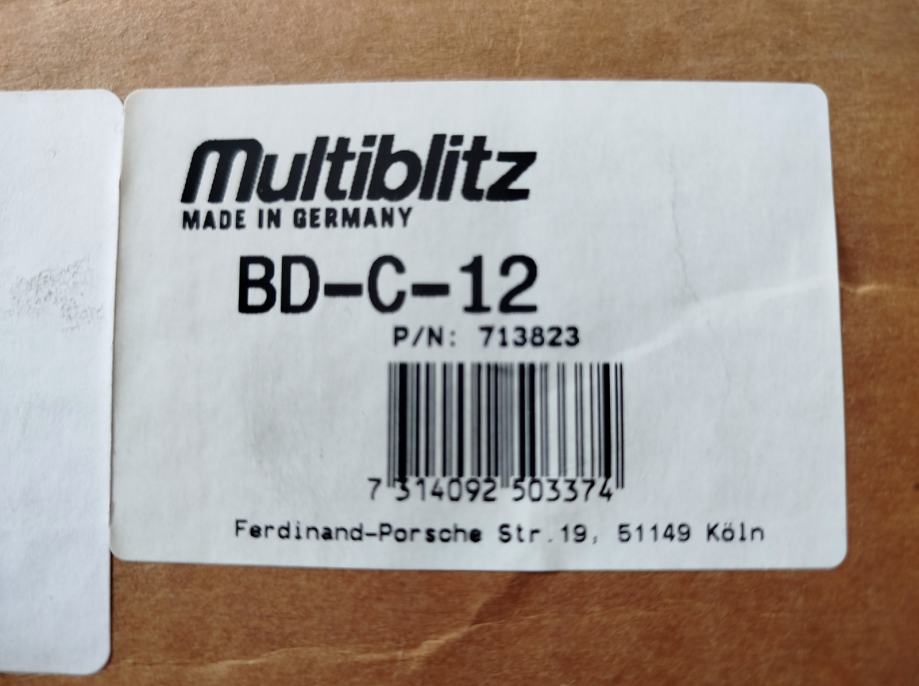 Multiblitz
MADE IN GERMANY
BD-C-12
P/N: 713823
7 314092 503374
Ferdinand-Porsche Str.19, 51149 Köln